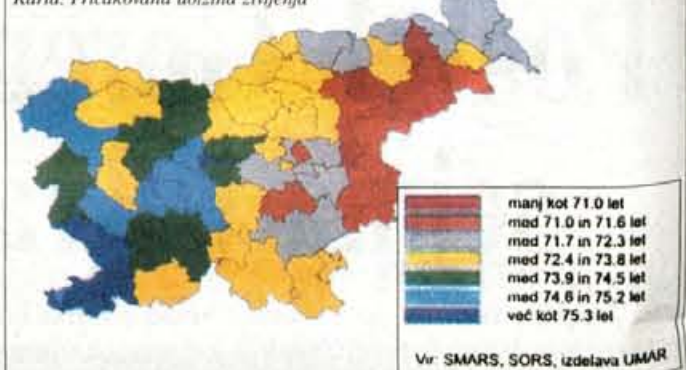 Karta: Pričakovana dolžina življenja
manj kot 71.0 let
med 71.0 in 71.6 let
med 71.7 in 72.3 let
med 72.4 in 73.8 let
med 73.9 in 74.5 let
med 74.6 in 75.2 let
več kot 75.3 let
Vir: SMARS, SORS, izdelava UMAR